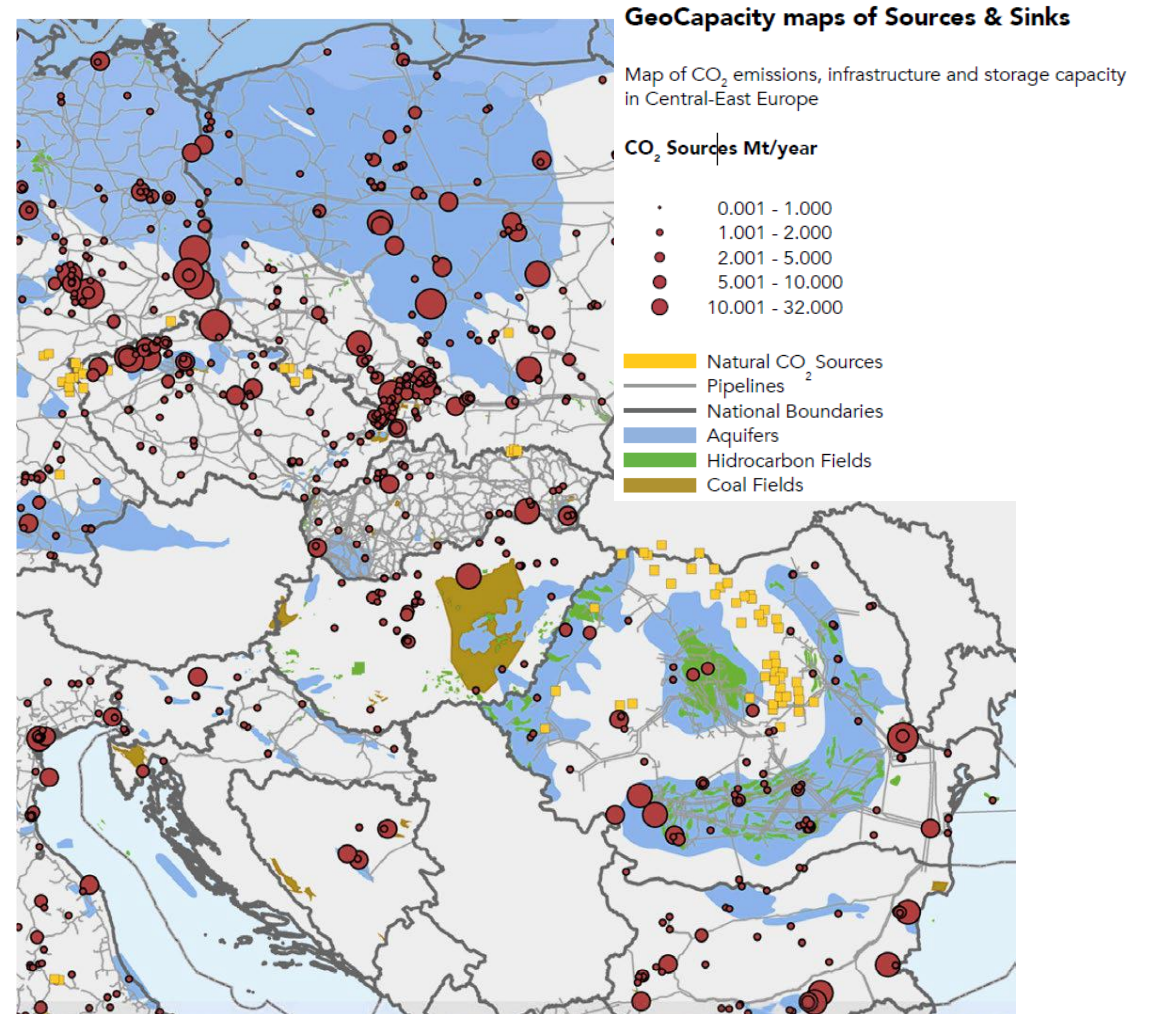 GeoCapacity maps of Sources & Sinks
Map of CO2 emissions, infrastructure and storage capacity
in Central-East Europe
CO2 Sources Mt/year
0.001 - 1.000
1.001 - 2.000
2.001 - 5.000
5.001 - 10.000
10.001 - 32.000
Natural CO2 Sources
Pipelines
National Boundaries
Aquifers
Hidrocarbon Fields
Coal Fields